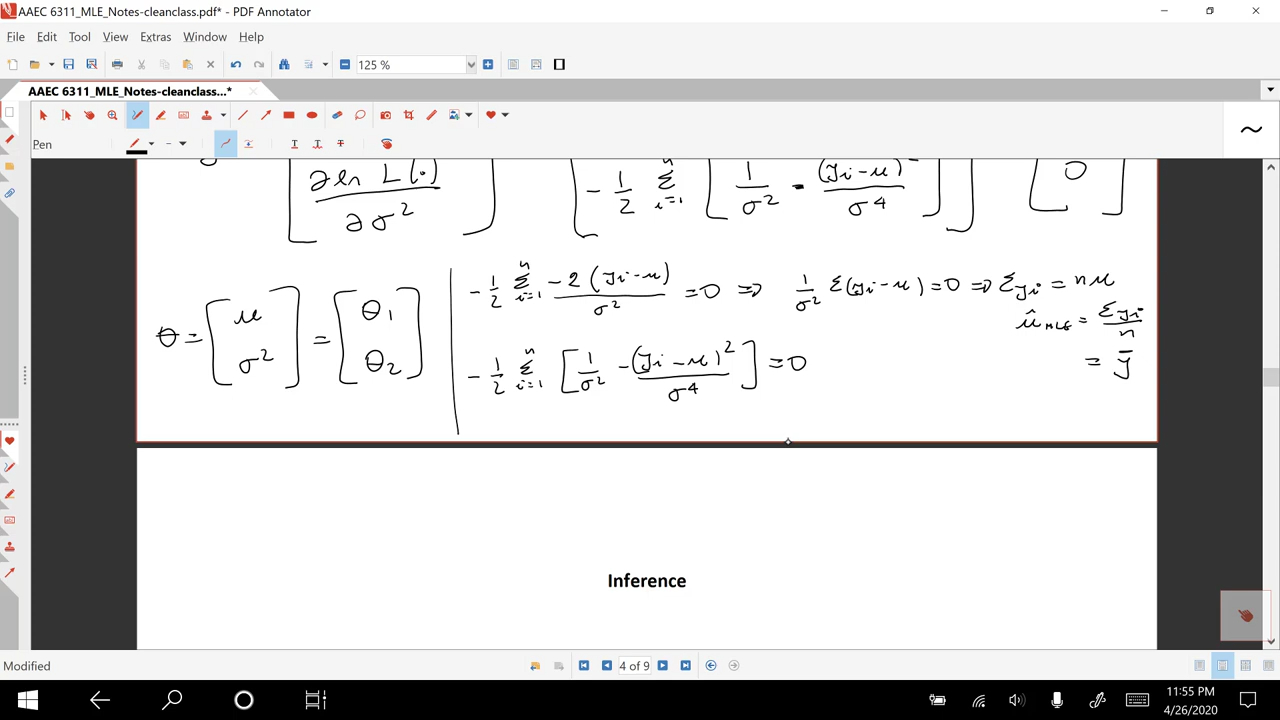 AAEC 6311_MLE_Notes-cleanclass.pdf* - PDF Annotator
File Edit Tool View Extras Window Help
125 %
AAEC 6311_MLE_Notes-cleanclass...*
Pen
∂ ln L(·) / ∂σ²
- 1/2 Σ i=1 n [ 1/σ² - (yi-μ)²/σ⁴ ]
0
- 1/2 Σ i=1 n -2(yi-μ)/σ² = 0 ⇒ 1/σ² Σ(yi-μ) = 0 ⇒ Σyi = nμ
θ = [ μ σ² ] = [ θ1 θ2 ]
μ̂ MLE = Σyi/n
- 1/2 Σ i=1 n [ 1/σ² - (yi-μ)²/σ⁴ ] = 0
= ȳ
Inference
Modified
4 of 9
11:55 PM
4/26/2020